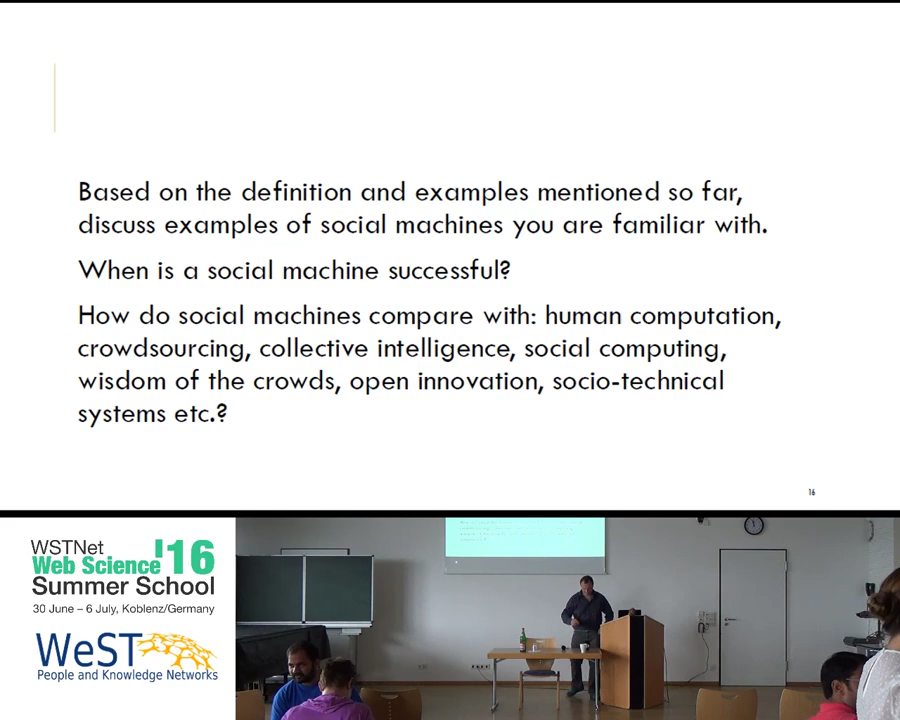 Based on the definition and examples mentioned so far,
discuss examples of social machines you are familiar with.
When is a social machine successful?
How do social machines compare with: human computation,
crowdsourcing, collective intelligence, social computing,
wisdom of the crowds, open innovation, socio-technical
systems etc.?
16
WSTNet
Web Science '16
Summer School
30 June – 6 July, Koblenz/Germany
WeST
People and Knowledge Networks